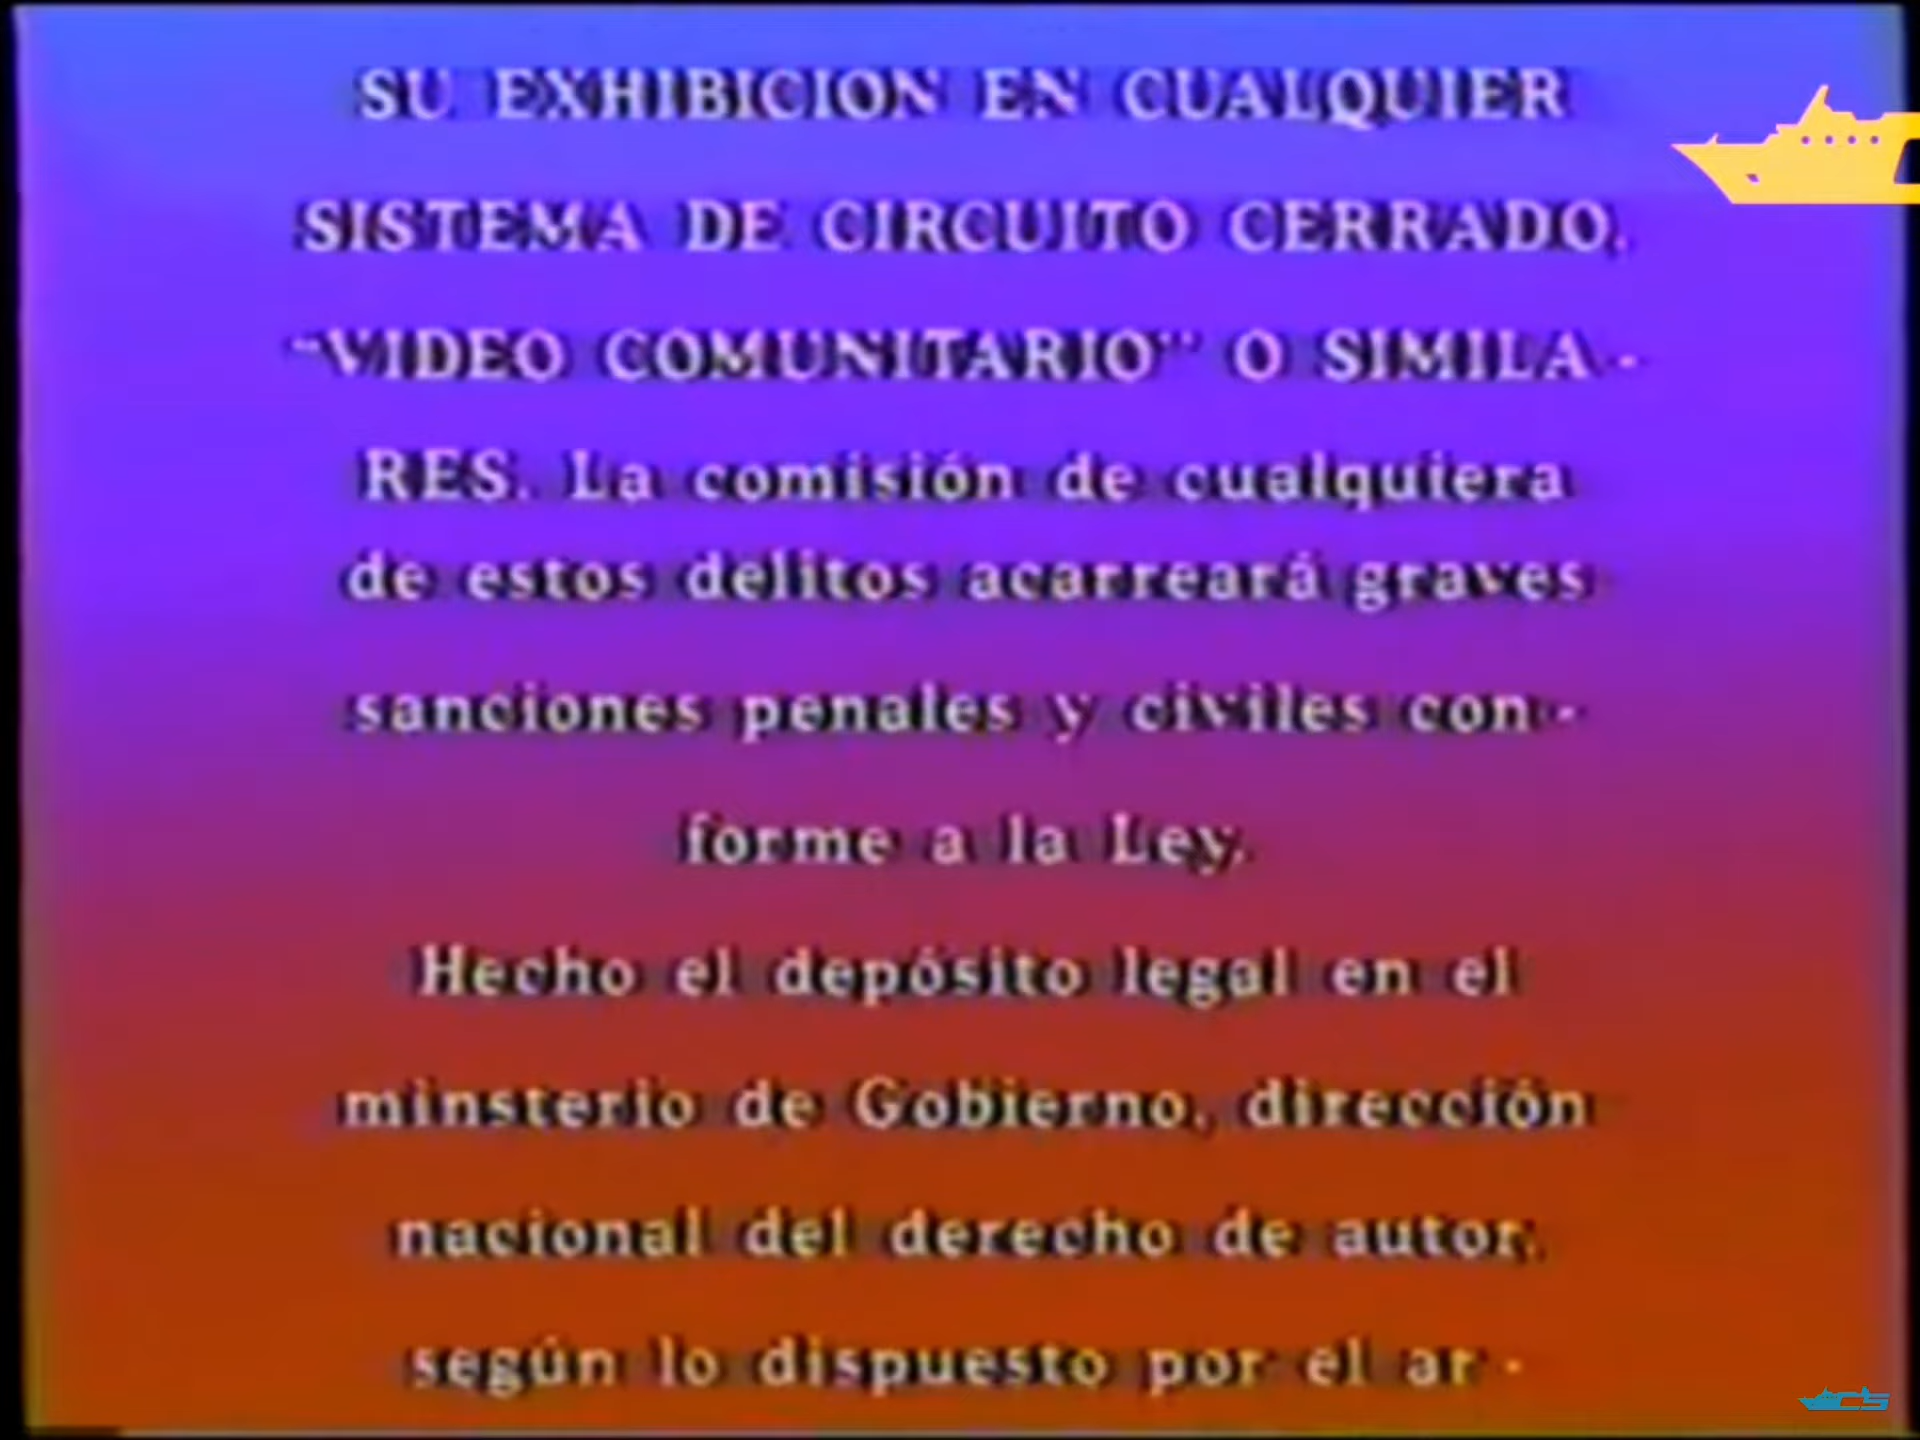 SU EXHIBICION EN CUALQUIER
SISTEMA DE CIRCUITO CERRADO,
"VIDEO COMUNITARIO" O SIMILA-
RES. La comisión de cualquiera
de estos delitos acarreará graves
sanciones penales y civiles con-
forme a la Ley.
Hecho el depósito legal en el
minsterio de Gobierno, dirección
nacional del derecho de autor,
según lo dispuesto por el ar-
CS